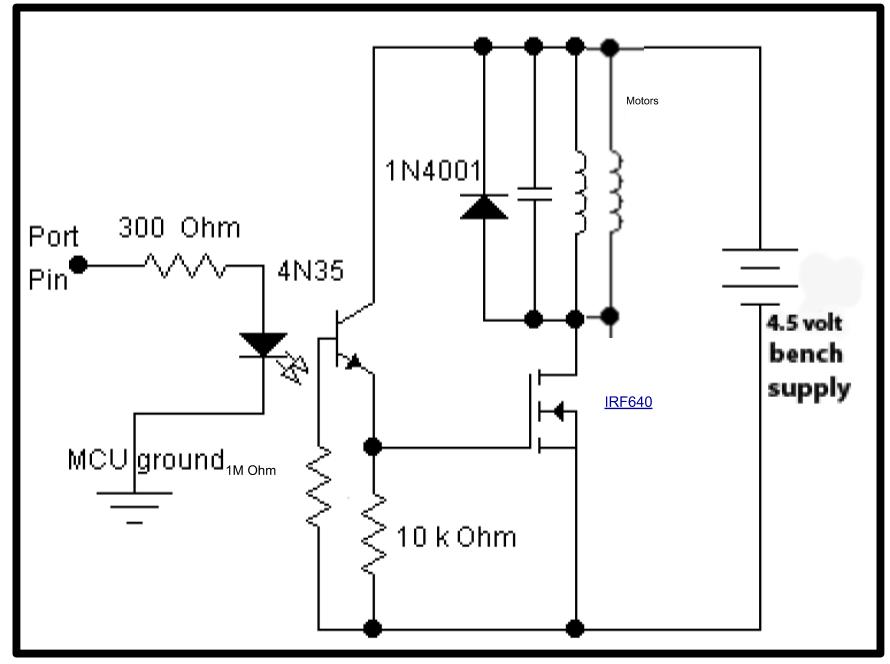 Motors
1N4001
300 Ohm
Port
Pin
4N35
4.5 volt
bench
supply
IRF640
MCU ground
1M Ohm
10 k Ohm